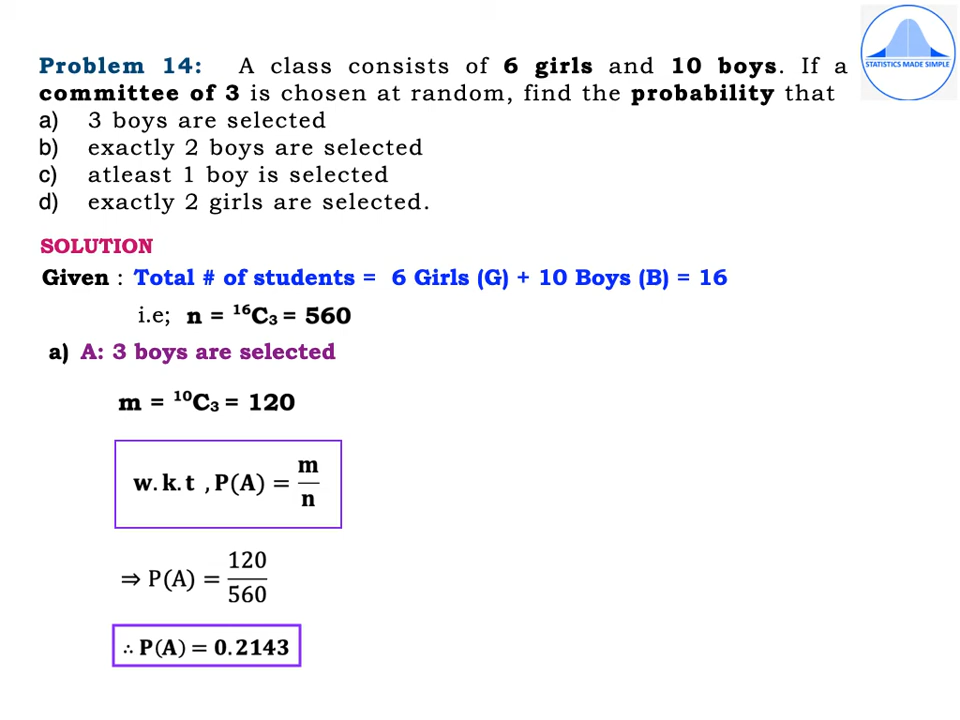 STATISTICS MADE SIMPLE
Problem 14: A class consists of 6 girls and 10 boys. If a
committee of 3 is chosen at random, find the probability that
a) 3 boys are selected
b) exactly 2 boys are selected
c) atleast 1 boy is selected
d) exactly 2 girls are selected.
SOLUTION
Given : Total # of students = 6 Girls (G) + 10 Boys (B) = 16
i.e; n = ¹⁶C₃ = 560
a) A: 3 boys are selected
m = ¹⁰C₃ = 120
w.k.t , P(A) = m/n
⇒ P(A) = 120/560
∴ P(A) = 0.2143